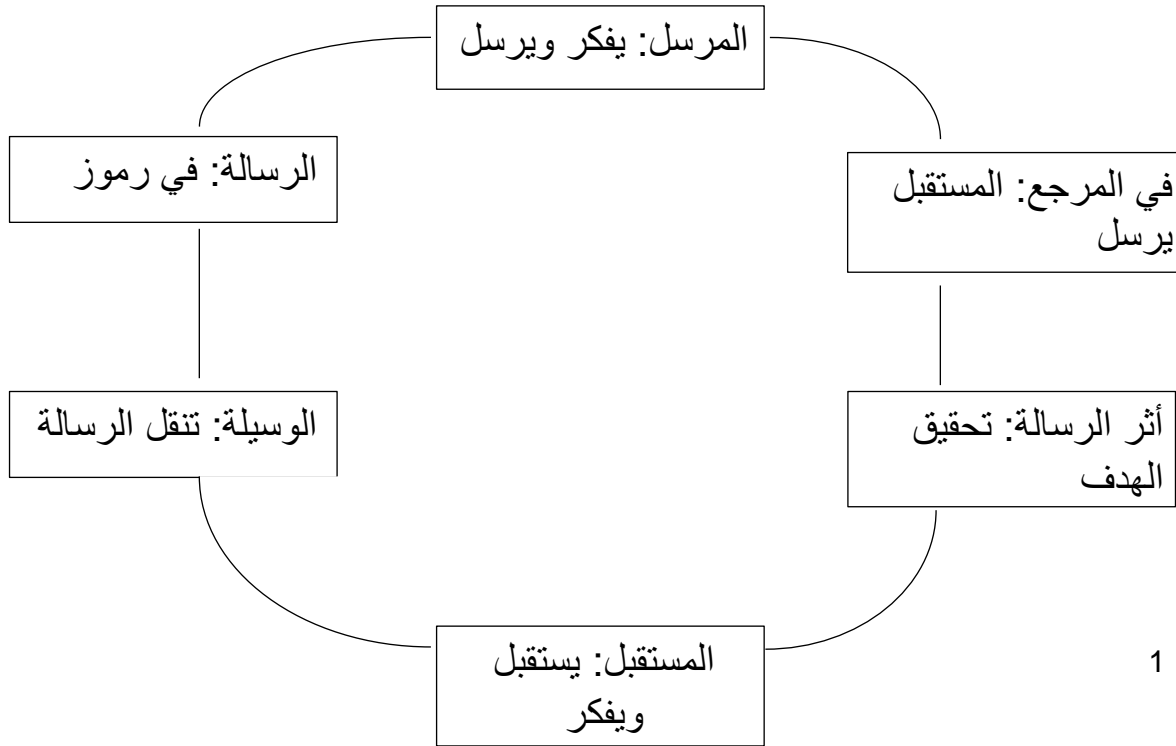 المرسل: يفكر ويرسل
في المرجع: المستقبل
يرسل
الرسالة: في رموز
أثر الرسالة: تحقيق
الهدف
الوسيلة: تنقل الرسالة
المستقبل: يستقبل
ويفكر
1